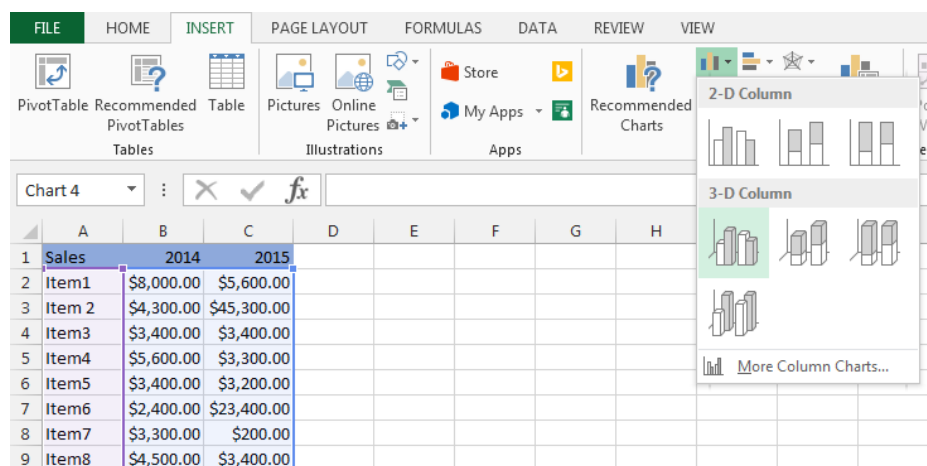 FILE HOME INSERT PAGE LAYOUT FORMULAS DATA REVIEW VIEW
PivotTable Recommended PivotTables Table
Tables
Pictures Online Pictures
Illustrations
Store
My Apps
Apps
Recommended Charts
2-D Column
3-D Column
More Column Charts...
Chart 4 fx
A B C D E F G H
1 Sales 2014 2015
2 Item1 $8,000.00 $5,600.00
3 Item 2 $4,300.00 $45,300.00
4 Item3 $3,400.00 $3,400.00
5 Item4 $5,600.00 $3,300.00
6 Item5 $3,400.00 $3,200.00
7 Item6 $2,400.00 $23,400.00
8 Item7 $3,300.00 $200.00
9 Item8 $4,500.00 $3,400.00